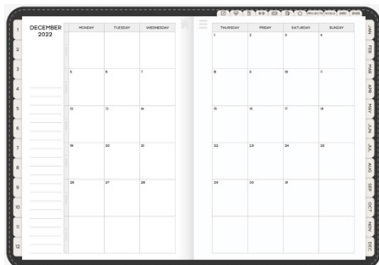 DECEMBER
2022
MONDAY TUESDAY WEDNESDAY
THURSDAY FRIDAY SATURDAY SUNDAY
1 2 3 4
5 6 7
8 9 10 11
12 13 14
15 16 17 18
19 20 21
22 23 24 25
26 27 28
29 30 31
1
2
3
4
5
6
7
8
9
10
11
12
JAN
FEB
MAR
APR
MAY
JUN
JUL
AUG
SEP
OCT
NOV
DEC